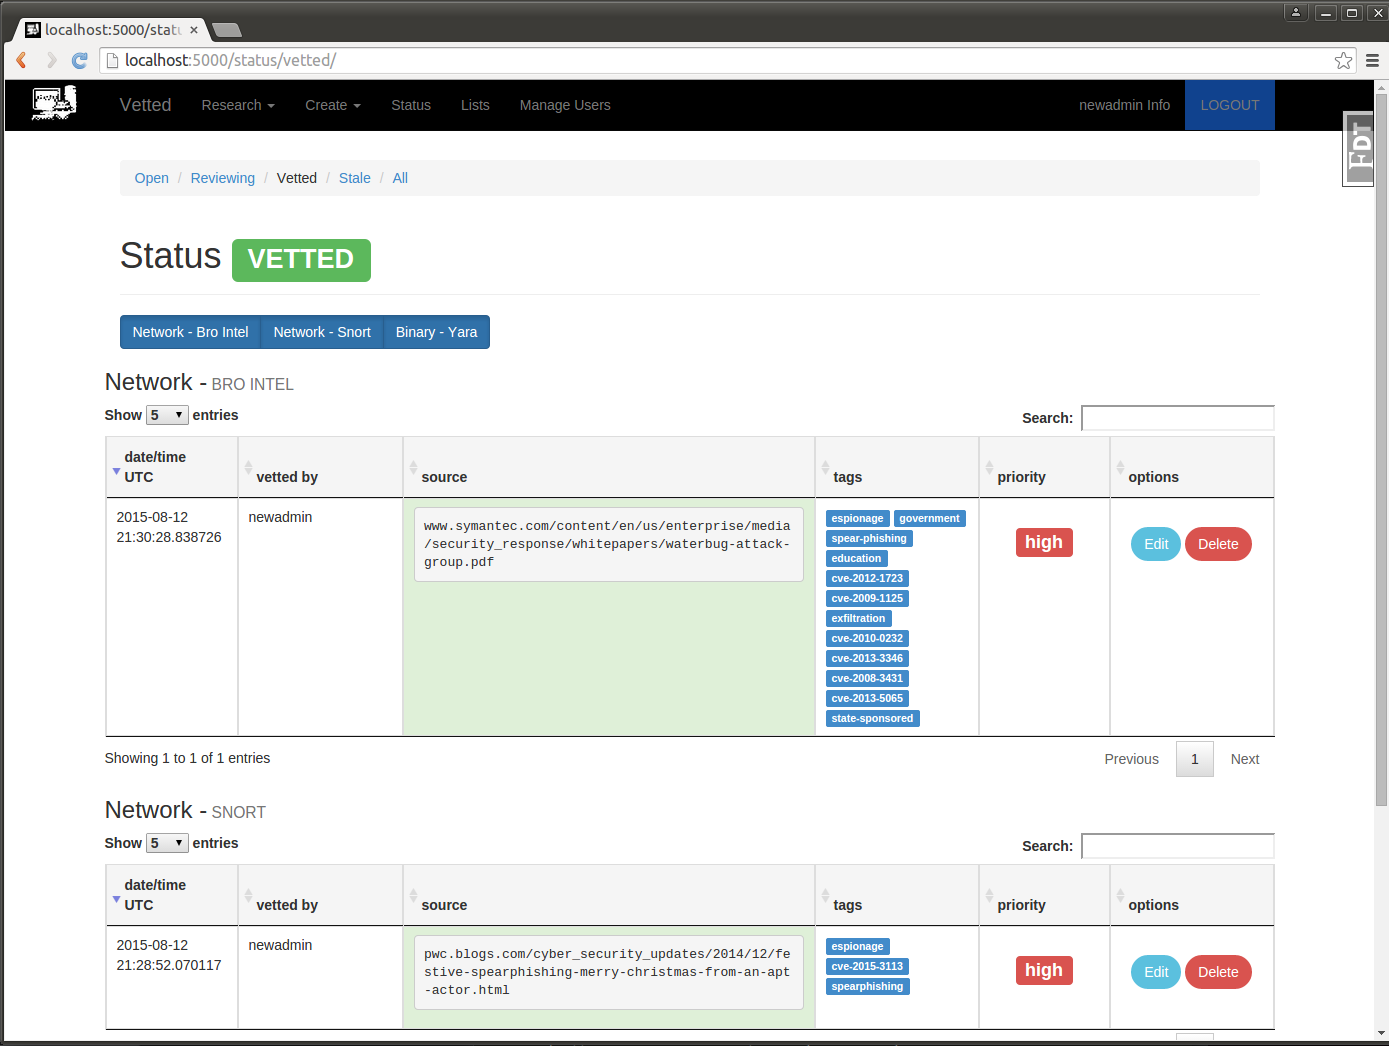 localhost:5000/statu
localhost:5000/status/vetted/
Vetted Research Create Status Lists Manage Users newadmin Info LOGOUT
FDT
Open / Reviewing / Vetted / Stale / All
Status VETTED
Network - Bro Intel Network - Snort Binary - Yara
Network - BRO INTEL
Show 5 entries Search:
date/time UTC vetted by source tags priority options
2015-08-12
21:30:28.838726
newadmin
www.symantec.com/content/en/us/enterprise/media
/security_response/whitepapers/waterbug-attack-
group.pdf
espionage government
spear-phishing
education
cve-2012-1723
cve-2009-1125
exfiltration
cve-2010-0232
cve-2013-3346
cve-2008-3431
cve-2013-5065
state-sponsored
high
Edit Delete
Showing 1 to 1 of 1 entries Previous 1 Next
Network - SNORT
Show 5 entries Search:
date/time UTC vetted by source tags priority options
2015-08-12
21:28:52.070117
newadmin
pwc.blogs.com/cyber_security_updates/2014/12/fe
stive-spearphishing-merry-christmas-from-an-apt
-actor.html
espionage
cve-2015-3113
spearphishing
high
Edit Delete